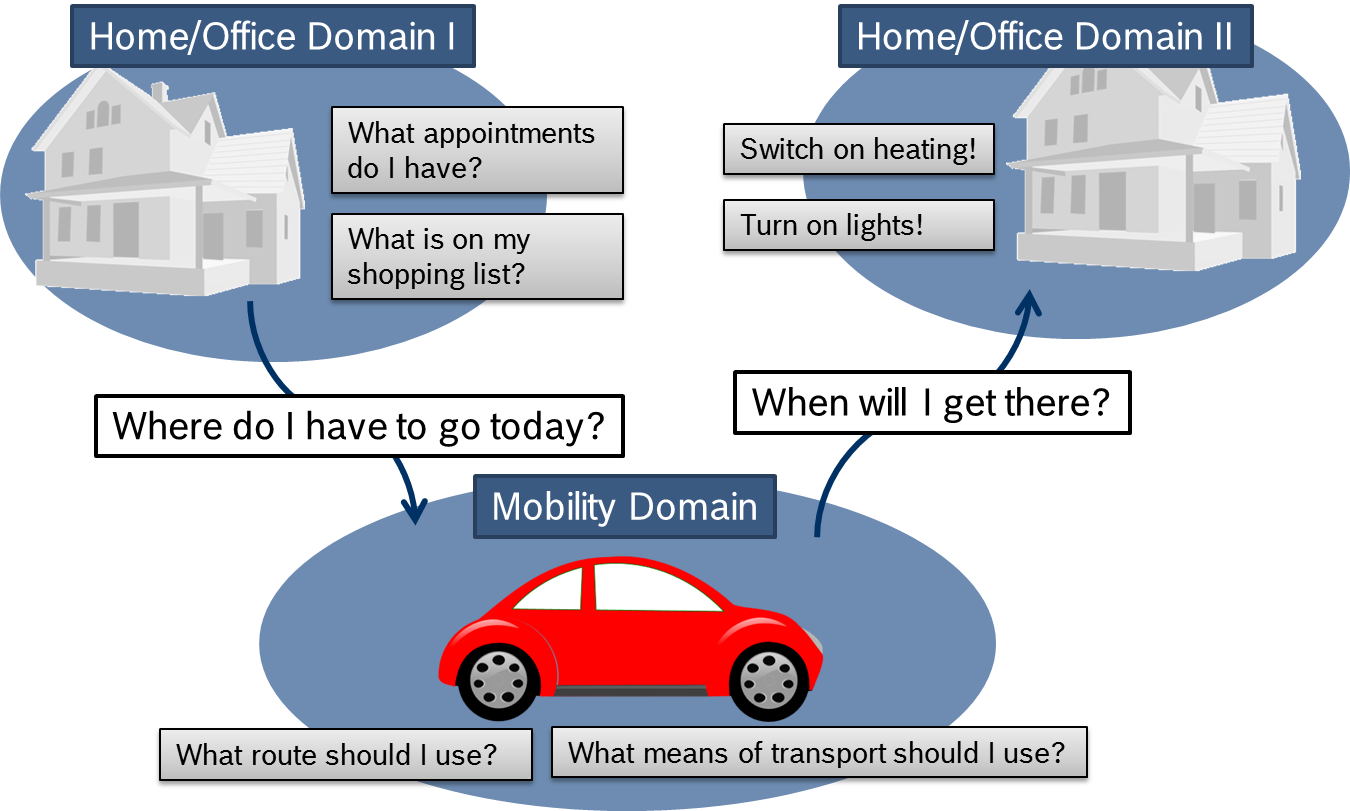 Home/Office Domain I
What appointments
do I have?
What is on my
shopping list?
Home/Office Domain II
Switch on heating!
Turn on lights!
Where do I have to go today?
When will I get there?
Mobility Domain
What route should I use?
What means of transport should I use?